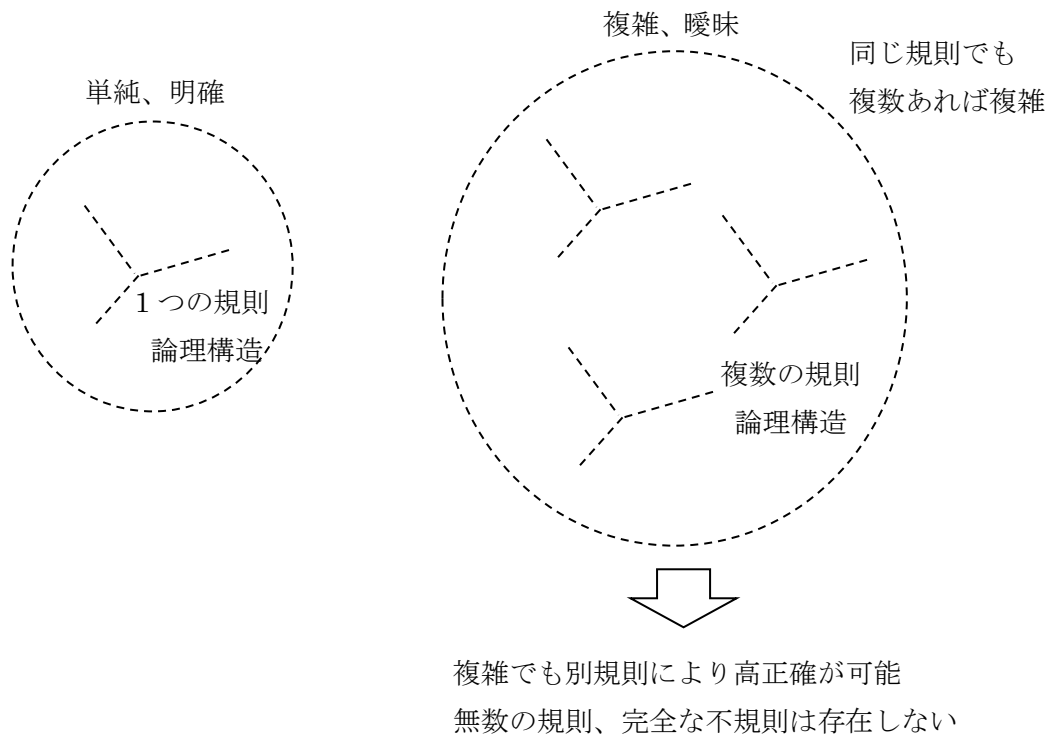 単純、明確
1つの規則
論理構造
複雑、曖昧
同じ規則でも
複数あれば複雑
複数の規則
論理構造
複雑でも別規則により高正確が可能
無数の規則、完全な不規則は存在しない